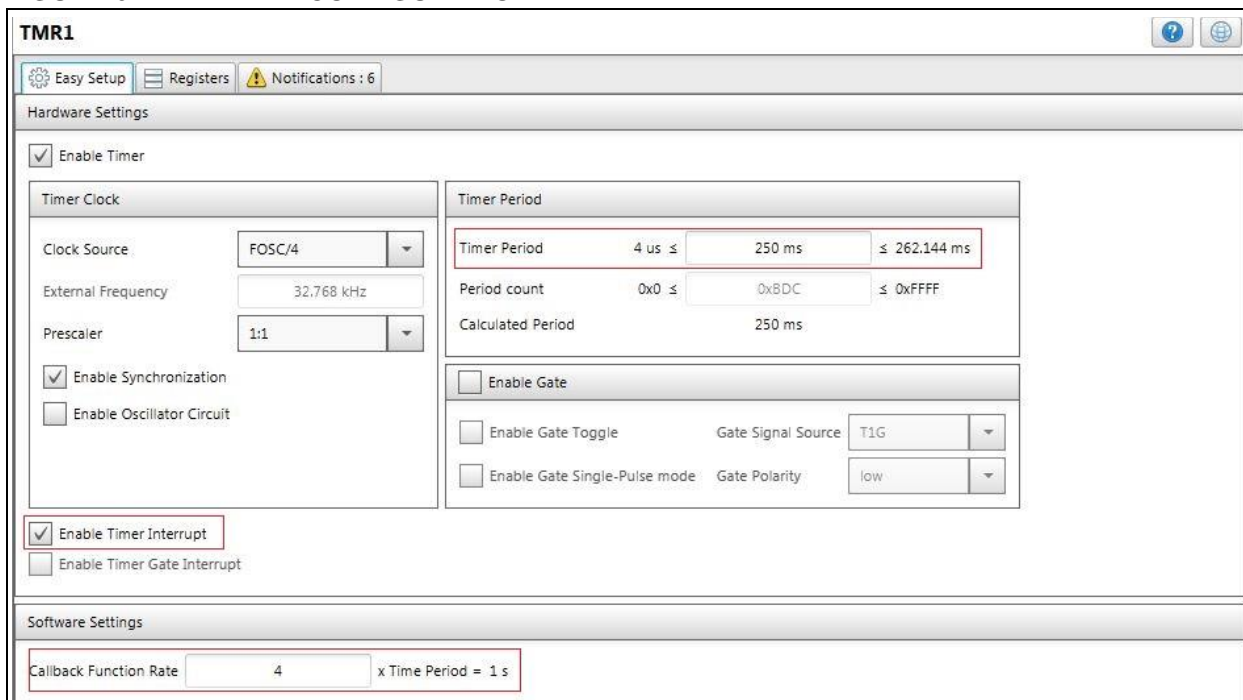 TMR1
Easy Setup Registers Notifications : 6
Hardware Settings
Enable Timer
Timer Clock
Clock Source FOSC/4
External Frequency 32.768 kHz
Prescaler 1:1
Enable Synchronization
Enable Oscillator Circuit
Timer Period
Timer Period 4 us ≤ 250 ms ≤ 262.144 ms
Period count 0x0 ≤ 0xBDC ≤ 0xFFFF
Calculated Period 250 ms
Enable Gate
Enable Gate Toggle Gate Signal Source T1G
Enable Gate Single-Pulse mode Gate Polarity low
Enable Timer Interrupt
Enable Timer Gate Interrupt
Software Settings
Callback Function Rate 4 x Time Period = 1 s